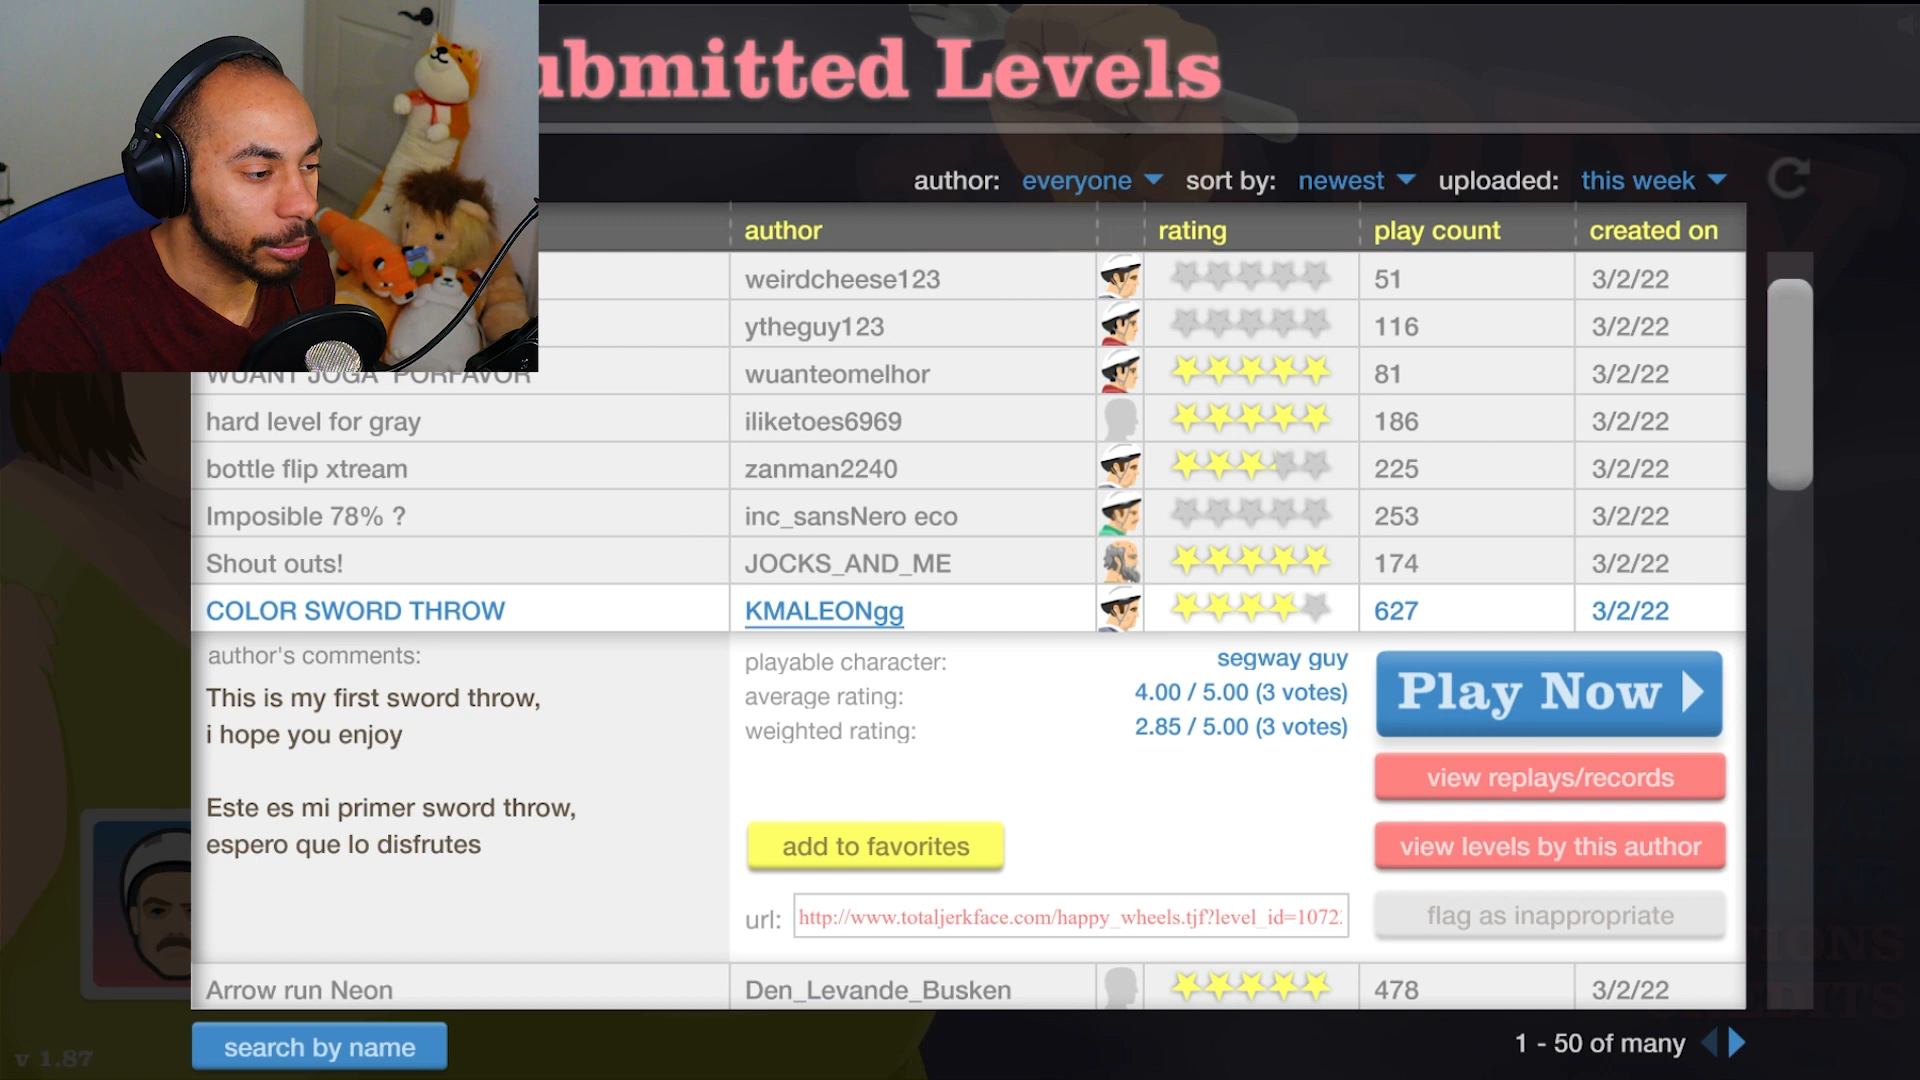 ubmitted Levels
author: everyone sort by: newest uploaded: this week
author rating play count created on
weirdcheese123 51 3/2/22
ytheguy123 116 3/2/22
WUANT JOGA PORFAVOR wuanteomelhor 81 3/2/22
hard level for gray iliketoes6969 186 3/2/22
bottle flip xtream zanman2240 225 3/2/22
Imposible 78% ? inc_sansNero eco 253 3/2/22
Shout outs! JOCKS_AND_ME 174 3/2/22
COLOR SWORD THROW KMALEONgg 627 3/2/22
author's comments:
This is my first sword throw,
i hope you enjoy
Este es mi primer sword throw,
espero que lo disfrutes
playable character: segway guy
average rating: 4.00 / 5.00 (3 votes)
weighted rating: 2.85 / 5.00 (3 votes)
add to favorites
url: http://www.totaljerkface.com/happy_wheels.tjf?level_id=1072
Play Now
view replays/records
view levels by this author
flag as inappropriate
Arrow run Neon Den_Levande_Busken 478 3/2/22
search by name
1 - 50 of many
v 1.87